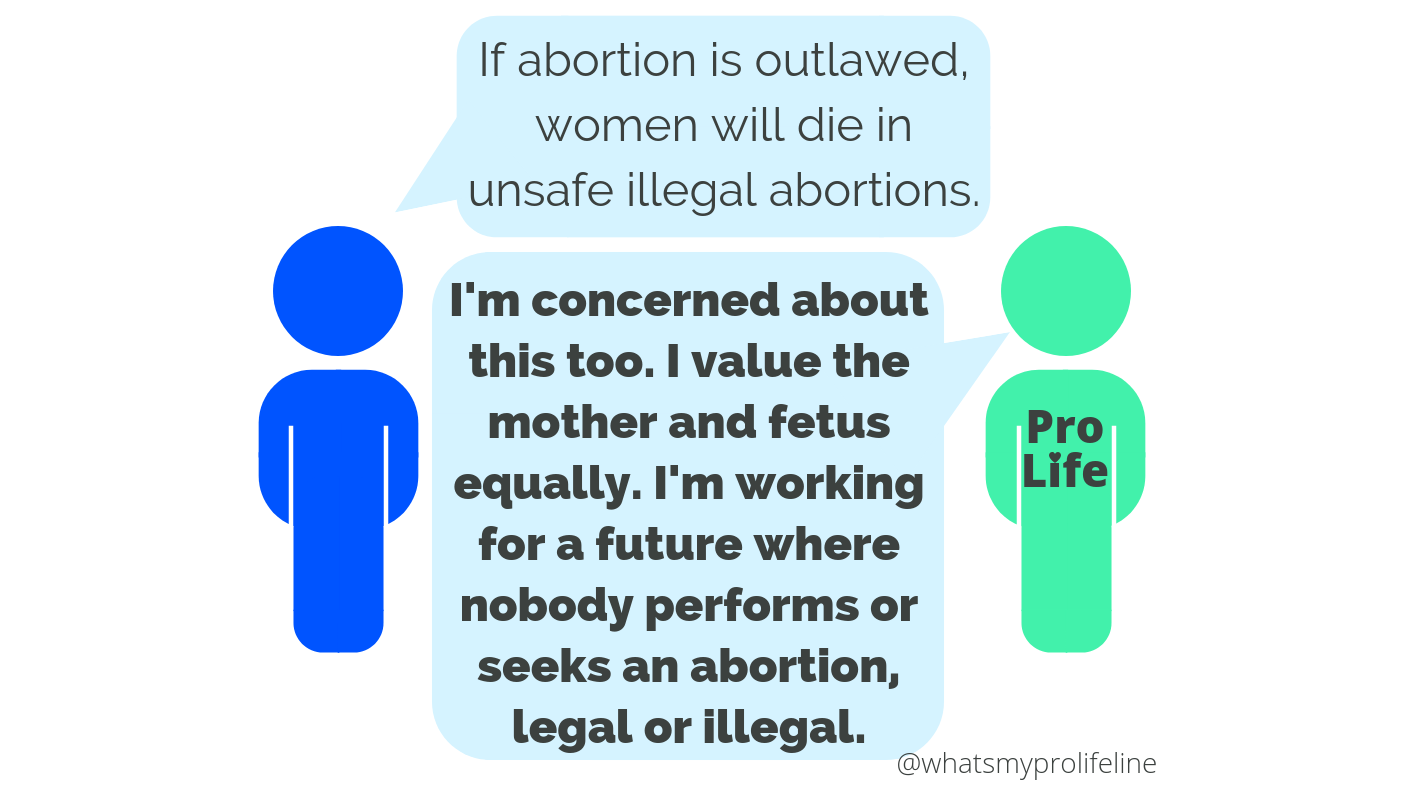 If abortion is outlawed,
women will die in
unsafe illegal abortions.
I'm concerned about
this too. I value the
mother and fetus
equally. I'm working
for a future where
nobody performs or
seeks an abortion,
legal or illegal.
Pro
Life
@whatsmyprolifeline